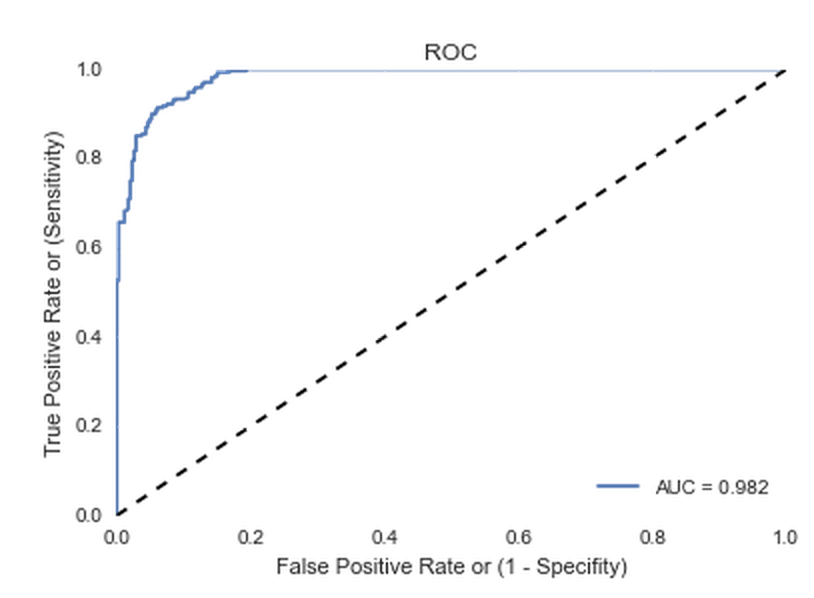 ROC
1.0
0.8
0.6
0.4
0.2
0.0
True Positive Rate or (Sensitivity)
AUC = 0.982
0.0 0.2 0.4 0.6 0.8 1.0
False Positive Rate or (1 - Specifity)